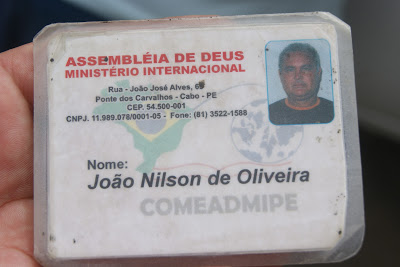 ASSEMBLÉIA DE DEUS
MINISTÉRIO INTERNACIONAL
Rua - João José Alves,
Ponte dos Carvalhos - Cabo - PE
CEP. 54.500-001
CNPJ. 11.989.078/0001-05 - Fone: (81) 3522-1588
Nome:
João Nilson de Oliveira
COMEADMIPE